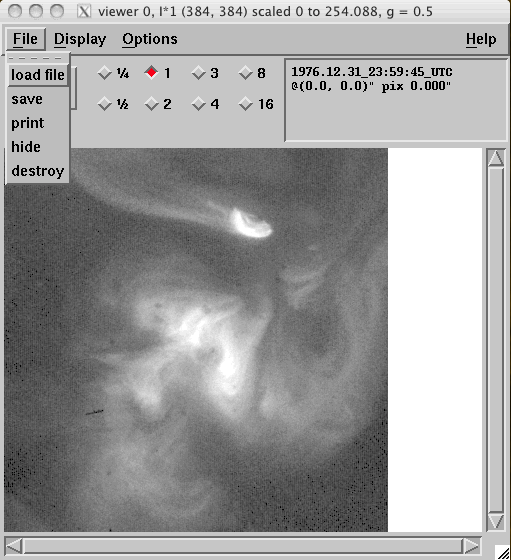 viewer 0, I*1 (384, 384) scaled 0 to 254.088, g = 0.5
File Display Options Help
load file
save
print
hide
destroy
¼ 1 3 8
½ 2 4 16
1976.12.31_23:59:45_UTC
@(0.0, 0.0)" pix 0.000"